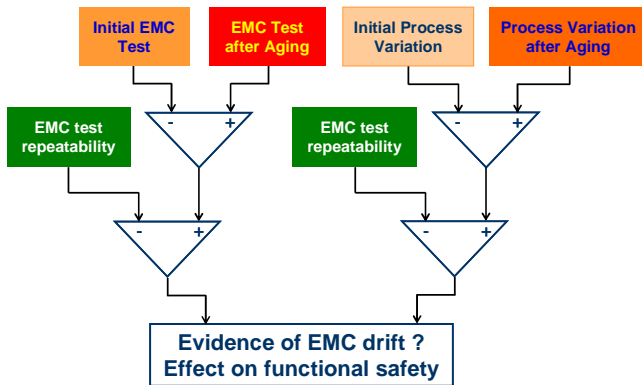 Initial EMC
Test
EMC Test
after Aging
Initial Process
Variation
Process Variation
after Aging
EMC test
repeatability
- +
EMC test
repeatability
- +
- +
- +
Evidence of EMC drift ?
Effect on functional safety